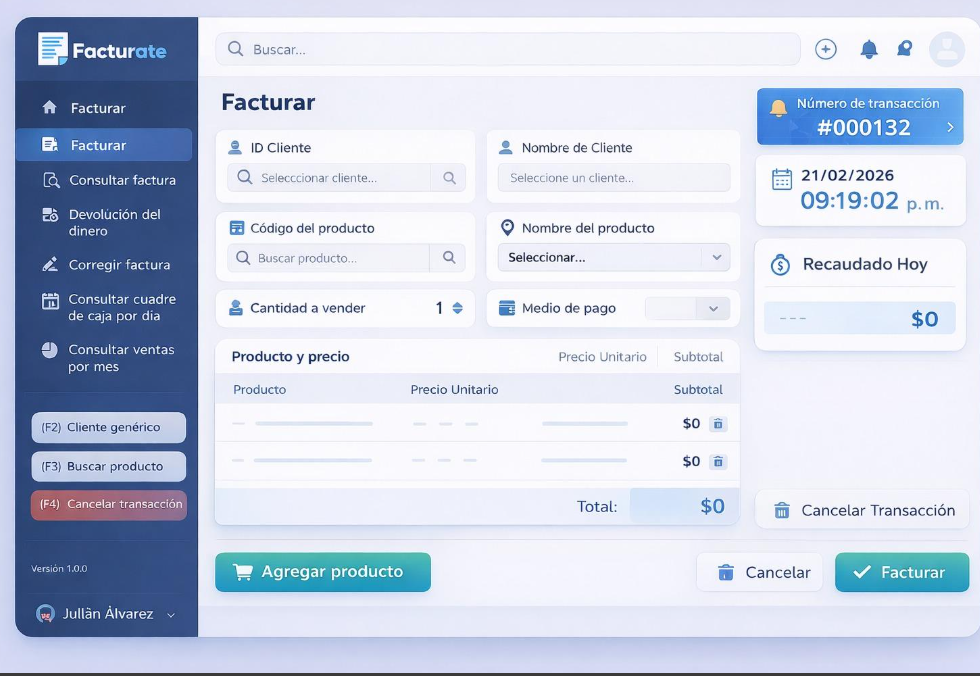 Facturate
Buscar...
Facturar
Facturar
Consultar factura
Devolución del
dinero
Corregir factura
Consultar cuadre
de caja por dia
Consultar ventas
por mes
(F2) Cliente genérico
(F3) Buscar producto
(F4) Cancelar transacción
Versión 1.0.0
Jullãn Álvarez
Facturar
ID Cliente
Selecccionar cliente...
Nombre de Cliente
Seleccione un cliente...
Código del producto
Buscar producto...
Nombre del producto
Seleccionar...
Cantidad a vender 1
Medio de pago
Producto y precio Precio Unitario Subtotal
Producto Precio Unitario Subtotal
$0
$0
Total: $0
Agregar producto
Número de transacción
#000132
21/02/2026
09:19:02 p.m.
Recaudado Hoy
--- $0
Cancelar Transacción
Cancelar
Facturar